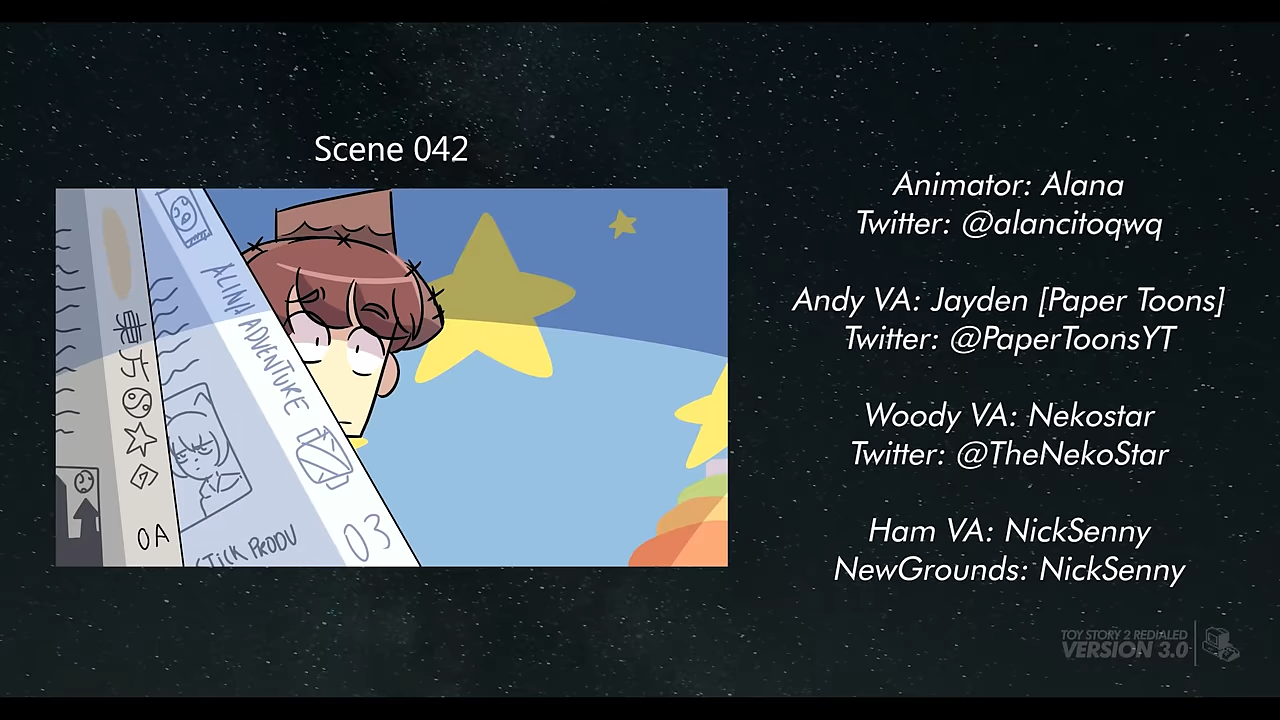 Scene 042
東方
0A
ALINA ADVENTURE
03
STICK PRODU
Animator: Alana
Twitter: @alancitoqwq
Andy VA: Jayden [Paper Toons]
Twitter: @PaperToonsYT
Woody VA: Nekostar
Twitter: @TheNekoStar
Ham VA: NickSenny
NewGrounds: NickSenny
TOY STORY 2 REDIALED
VERSION 3.0